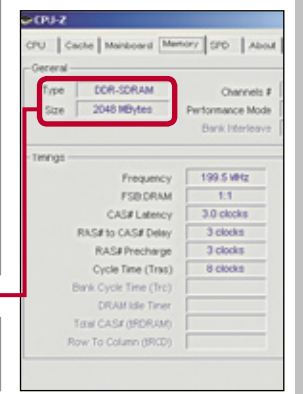 CPU-Z
CPU Cache Mainboard Memory SPD About
General
Type DDR-SDRAM Channels #
Size 2048 MBytes Performance Mode
Bank Interleave
Timings
Frequency 199.5 MHz
FSB:DRAM 1:1
CAS# Latency 3.0 clocks
RAS# to CAS# Delay 3 clocks
RAS# Precharge 3 clocks
Cycle Time (Tras) 8 clocks
Bank Cycle Time (Trc)
DRAM Idle Timer
Total CAS# (tRDRAM)
Row To Column (tRCD)